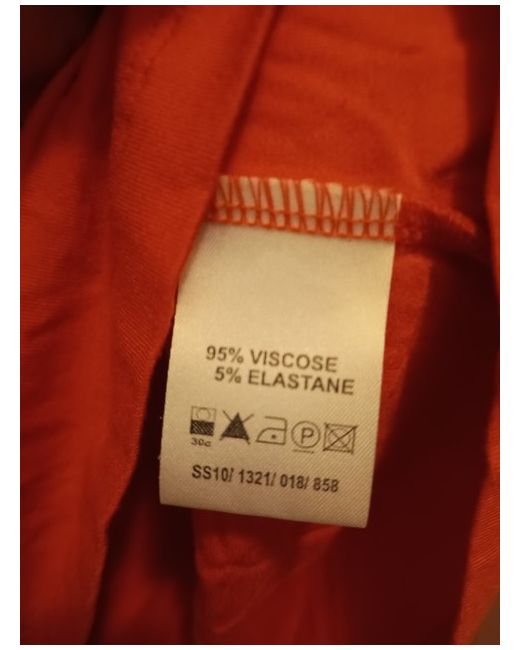 95% VISCOSE
5% ELASTANE
30c
P
SS10/ 1321/ 018/ 858